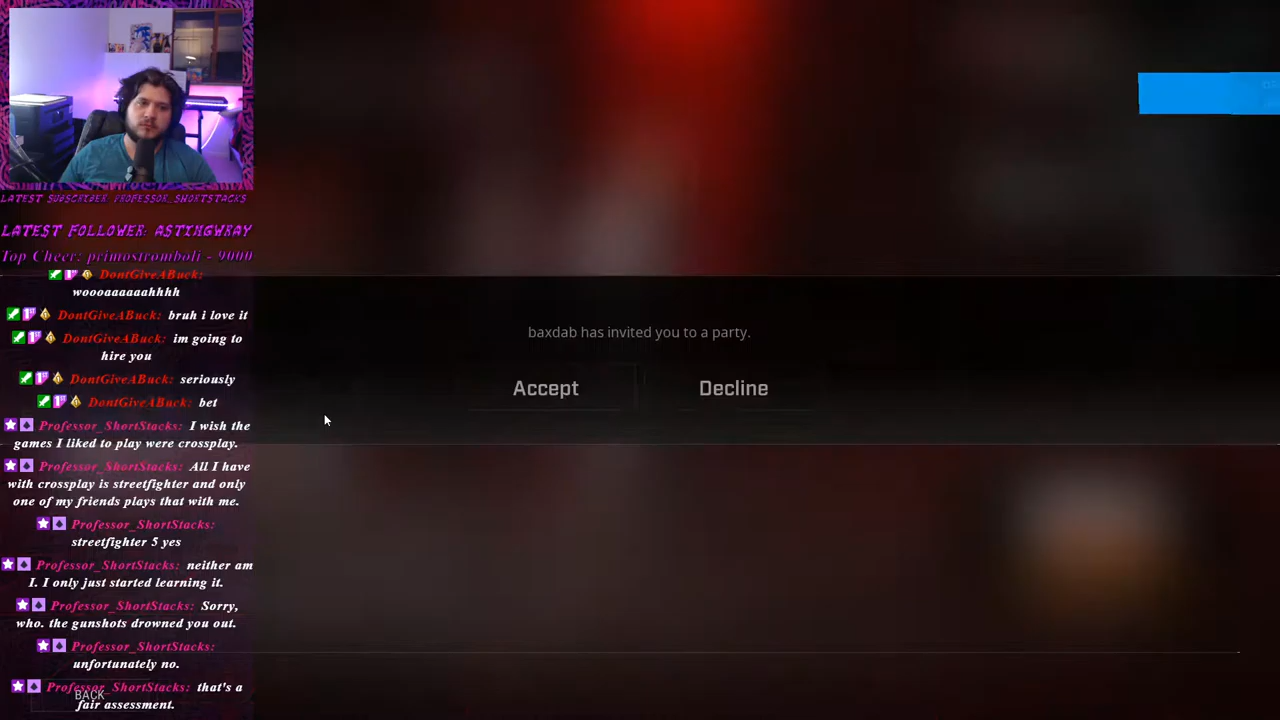 LATEST SUBSCRIBER: PROFESSOR_SHORTSTACKS
LATEST FOLLOWER: ASTINGWRAY
Top Cheer: primostromboli - 9000
DontGiveABuck:
woooaaaaaahhhh
DontGiveABuck: bruh i love it
DontGiveABuck: im going to
hire you
DontGiveABuck: seriously
DontGiveABuck: bet
Professor_ShortStacks: I wish the
games I liked to play were crossplay.
Professor_ShortStacks: All I have
with crossplay is streetfighter and only
one of my friends plays that with me.
Professor_ShortStacks:
streetfighter 5 yes
Professor_ShortStacks: neither am
I. I only just started learning it.
Professor_ShortStacks: Sorry,
who. the gunshots drowned you out.
Professor_ShortStacks:
unfortunately no.
Professor_ShortStacks: that's a
fair assessment.
BACK
baxdab has invited you to a party.
Accept
Decline